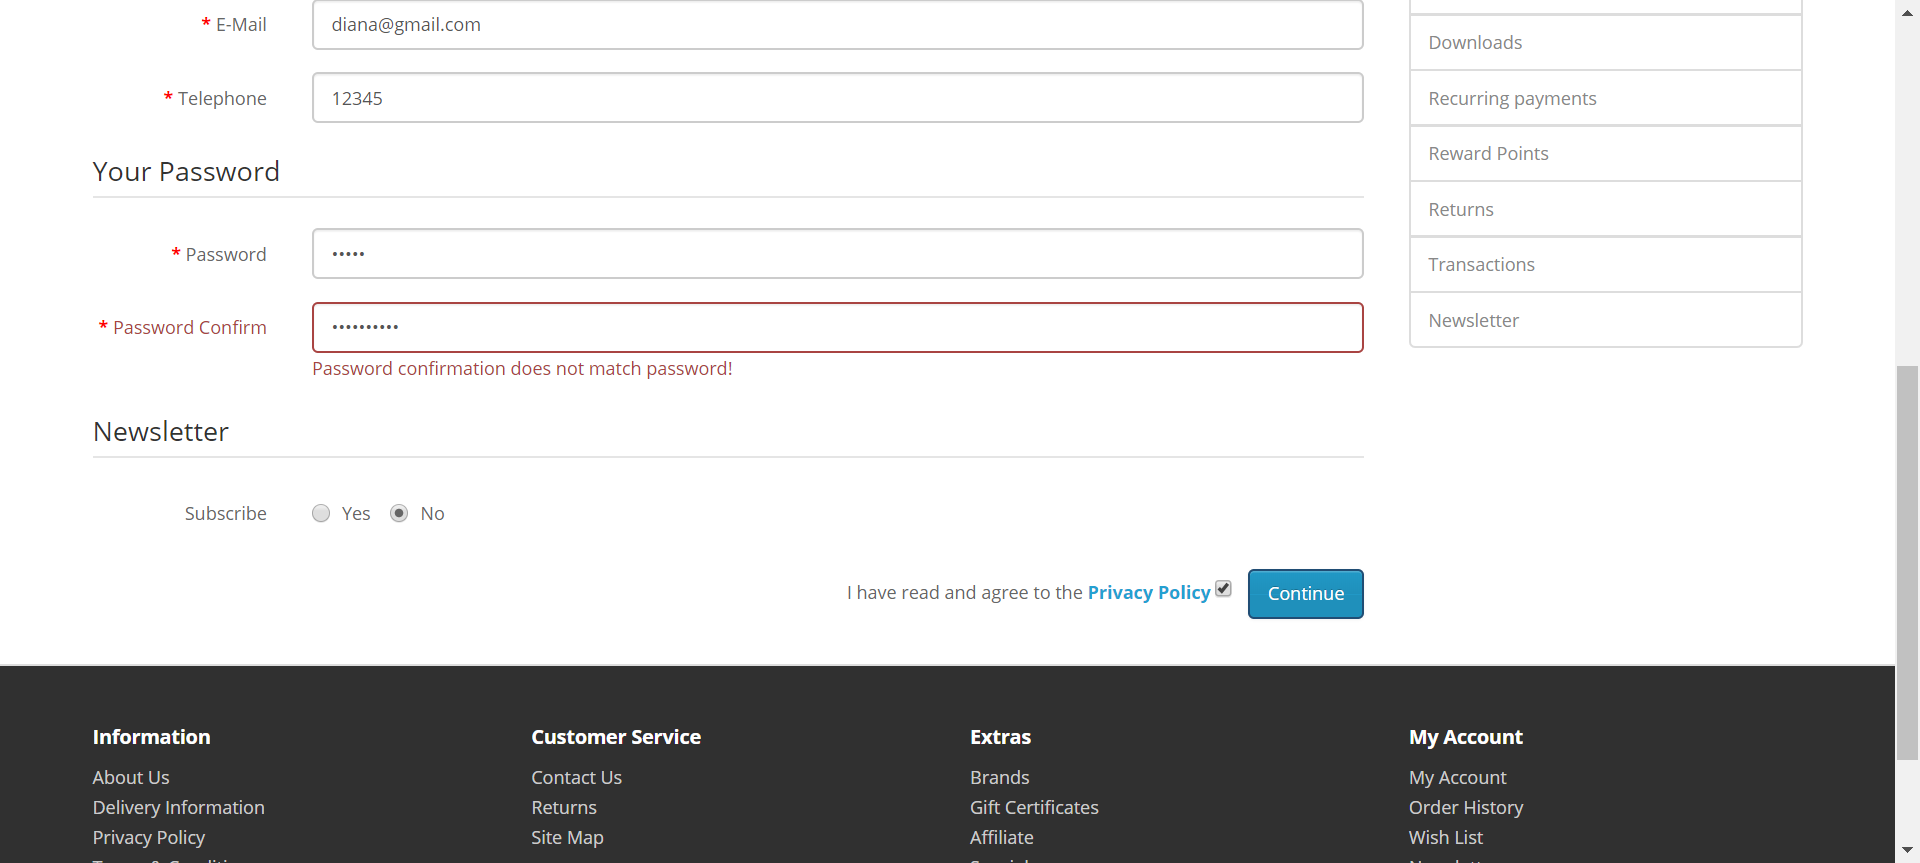 * E-Mail
diana@gmail.com
* Telephone
12345
Your Password
* Password
•••••
* Password Confirm
••••••••••
Password confirmation does not match password!
Newsletter
Subscribe
Yes
No
I have read and agree to the Privacy Policy
Continue
Downloads
Recurring payments
Reward Points
Returns
Transactions
Newsletter
Information
About Us
Delivery Information
Privacy Policy
Customer Service
Contact Us
Returns
Site Map
Extras
Brands
Gift Certificates
Affiliate
My Account
My Account
Order History
Wish List